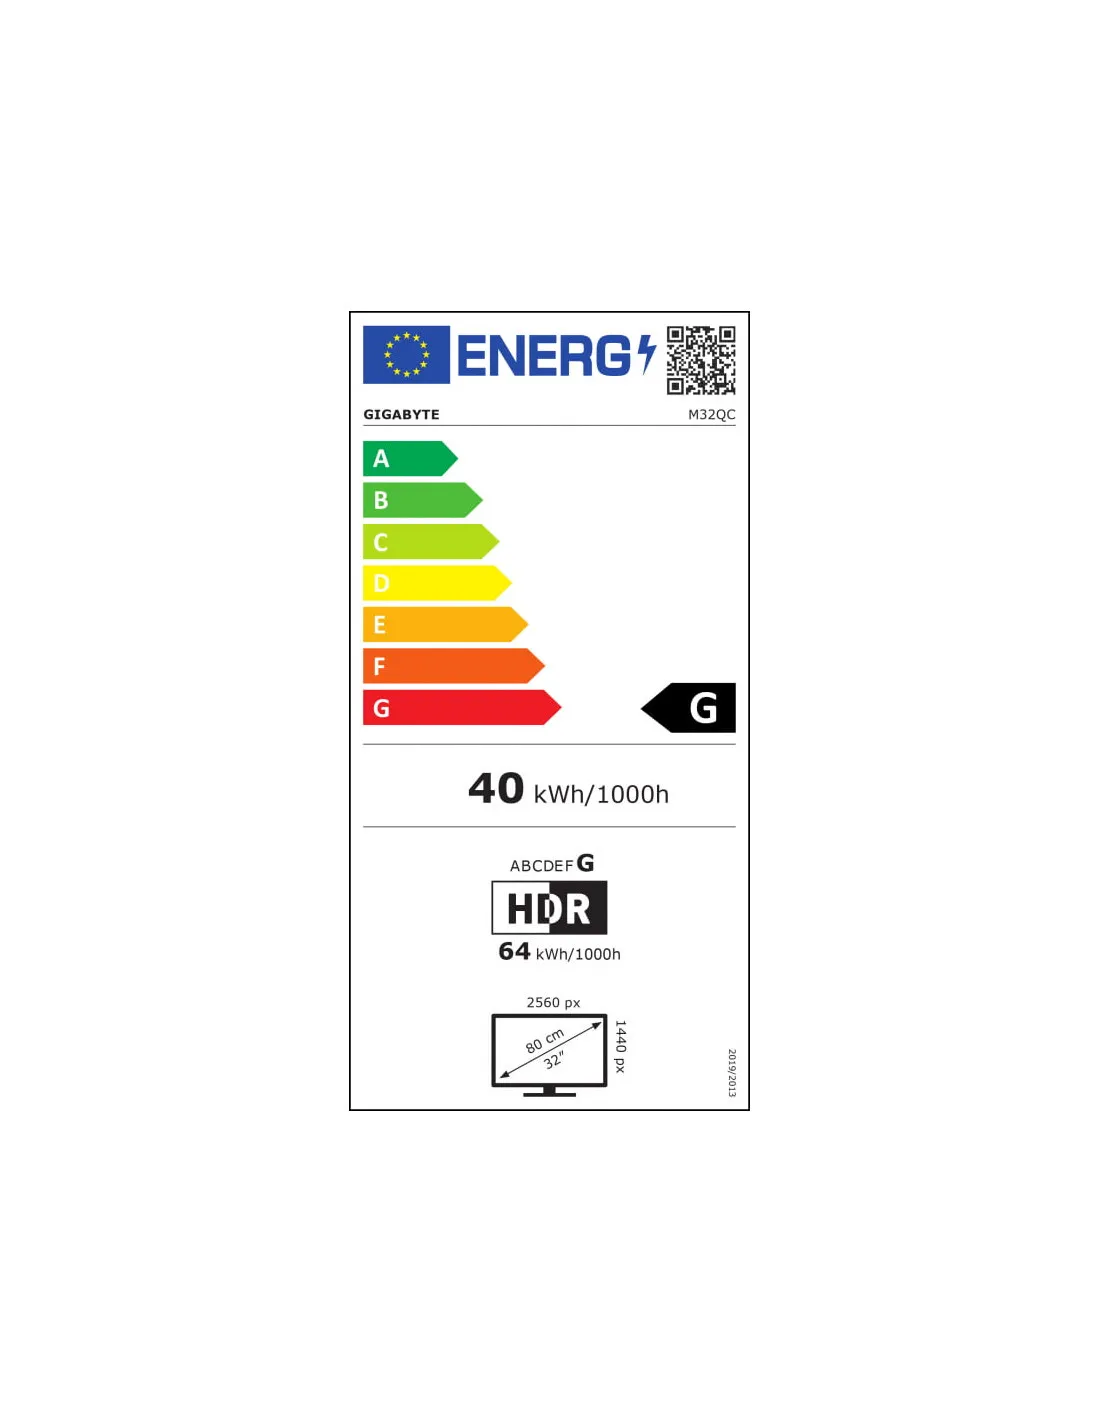 ENERG
GIGABYTE M32QC
A
B
C
D
E
F
G
G
40 kWh/1000h
ABCDEFG
HDR
64 kWh/1000h
2560 px
80 cm
32"
1440 px
2019/2013